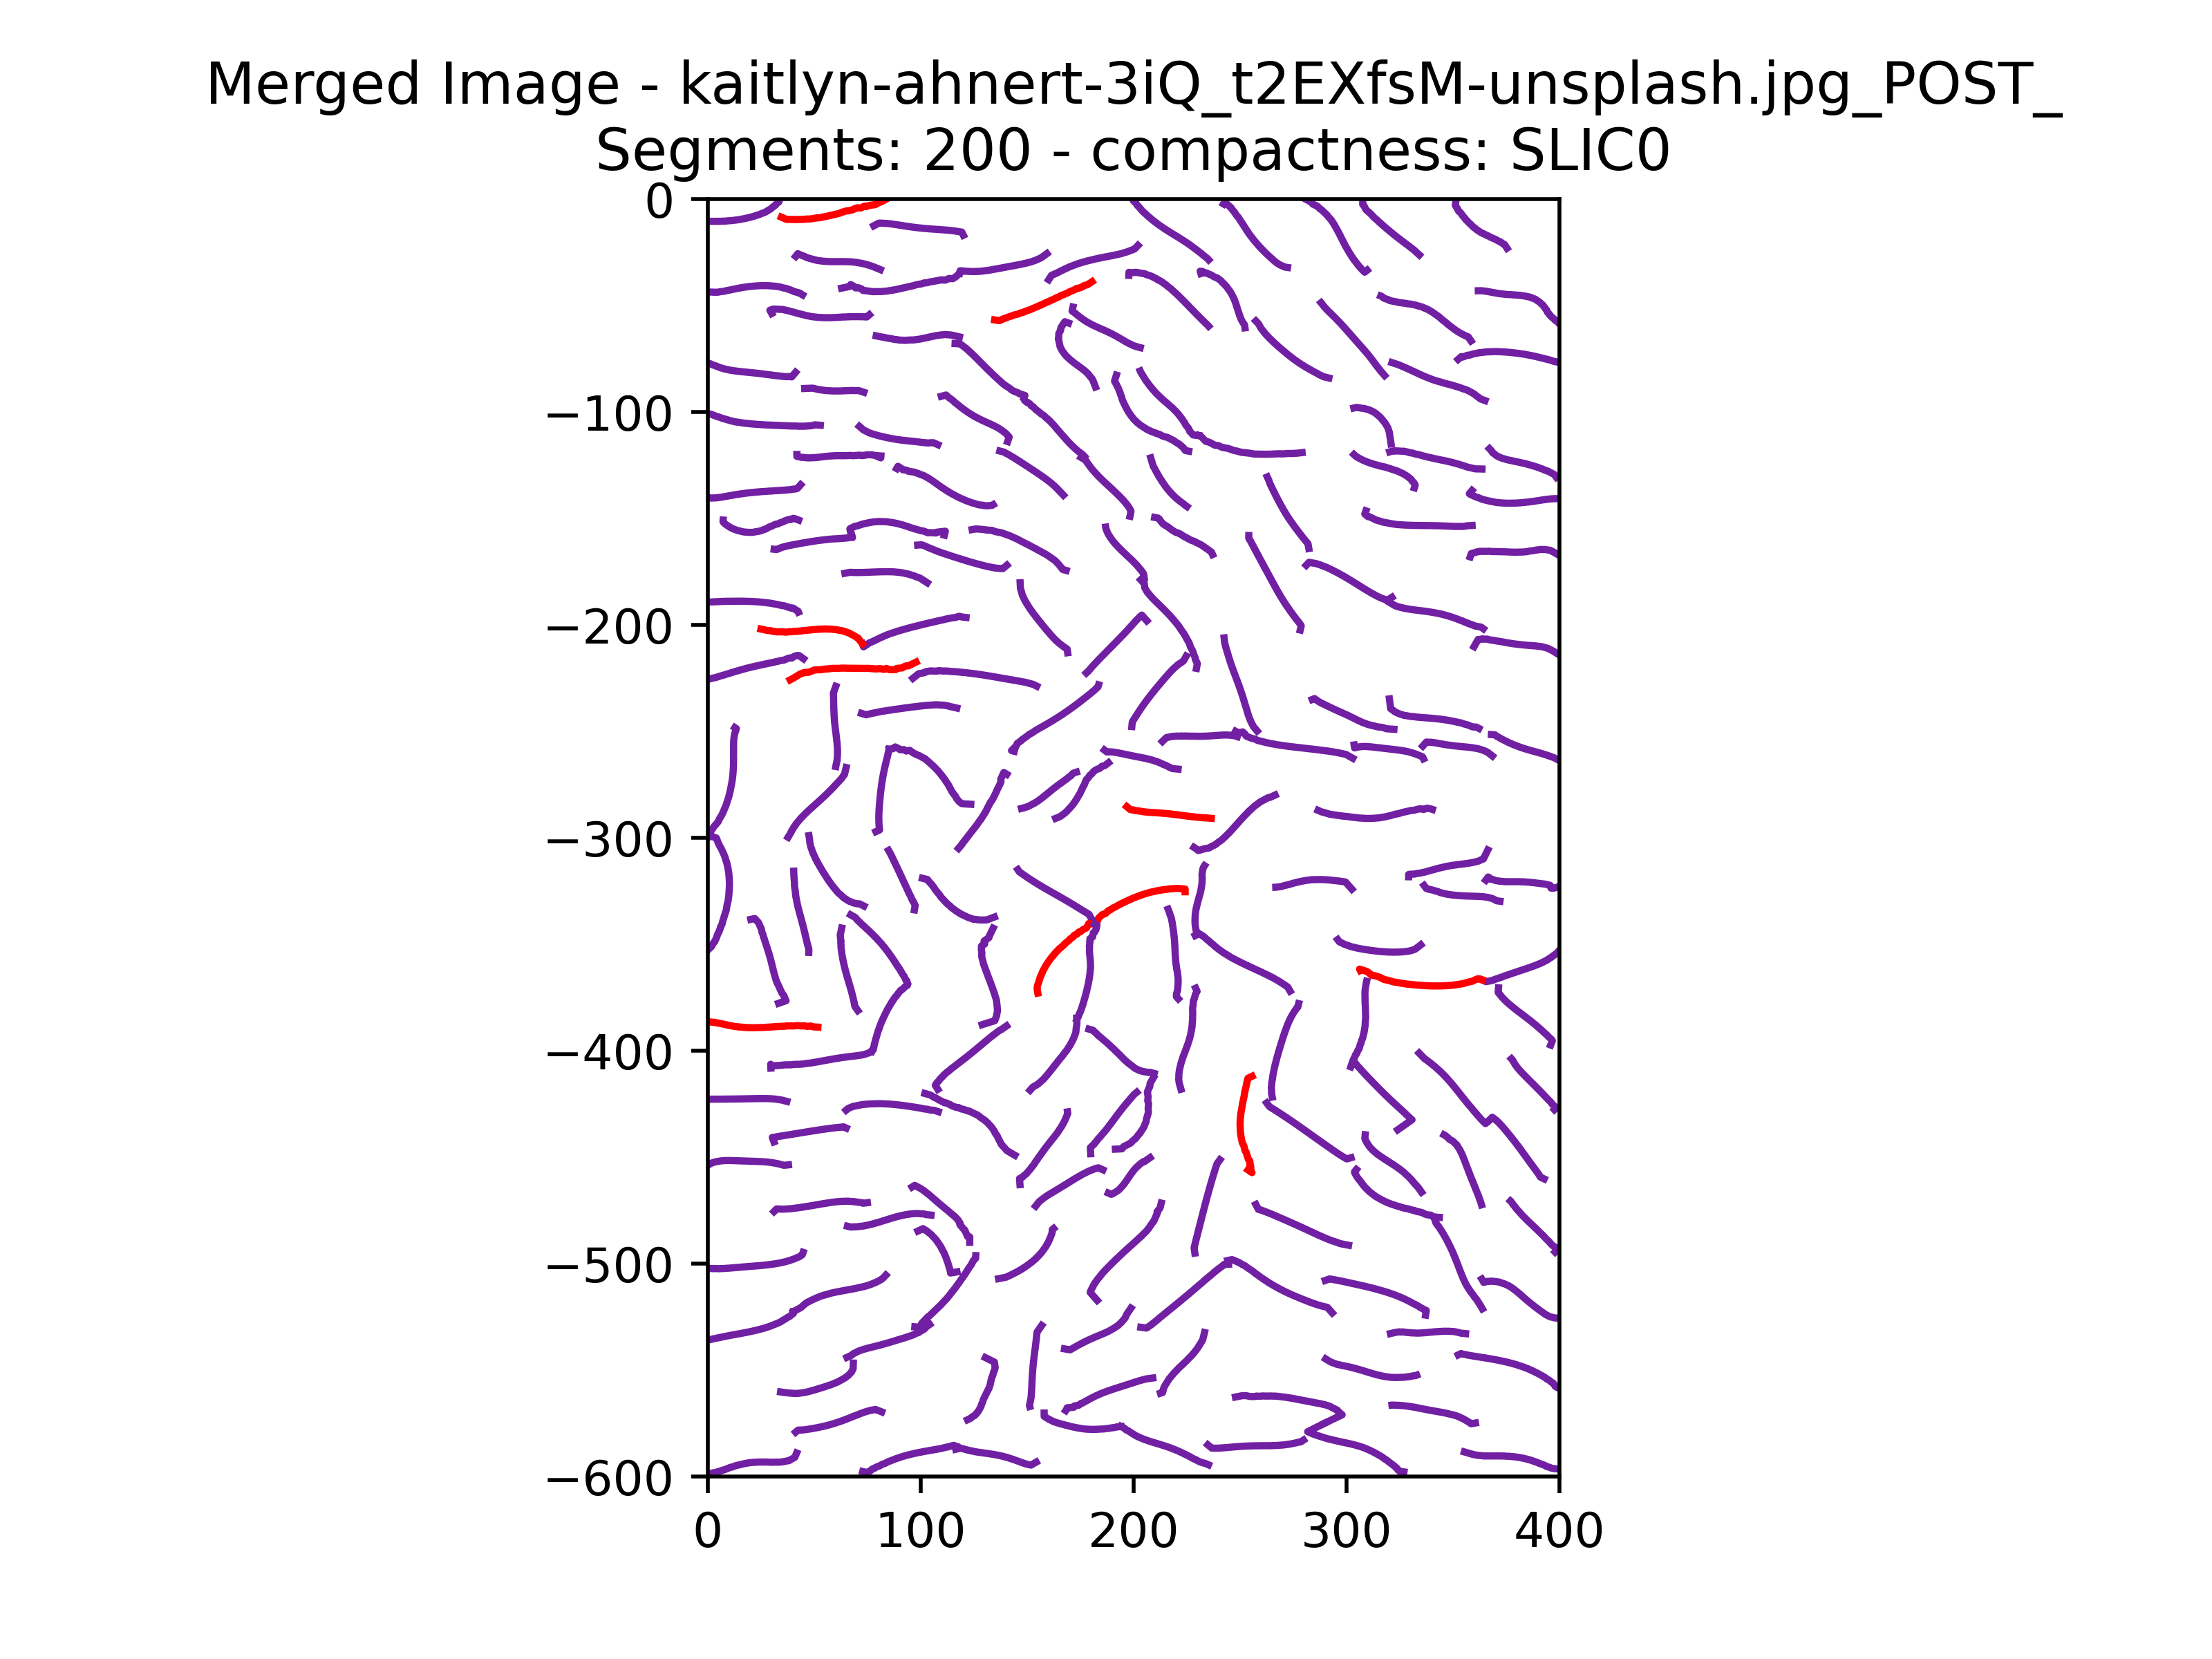 Merged Image - kaitlyn-ahnert-3iQ_t2EXfsM-unsplash.jpg_POST_
Segments: 200 - compactness: SLIC0
0
−100
−200
−300
−400
−500
−600
0 100 200 300 400